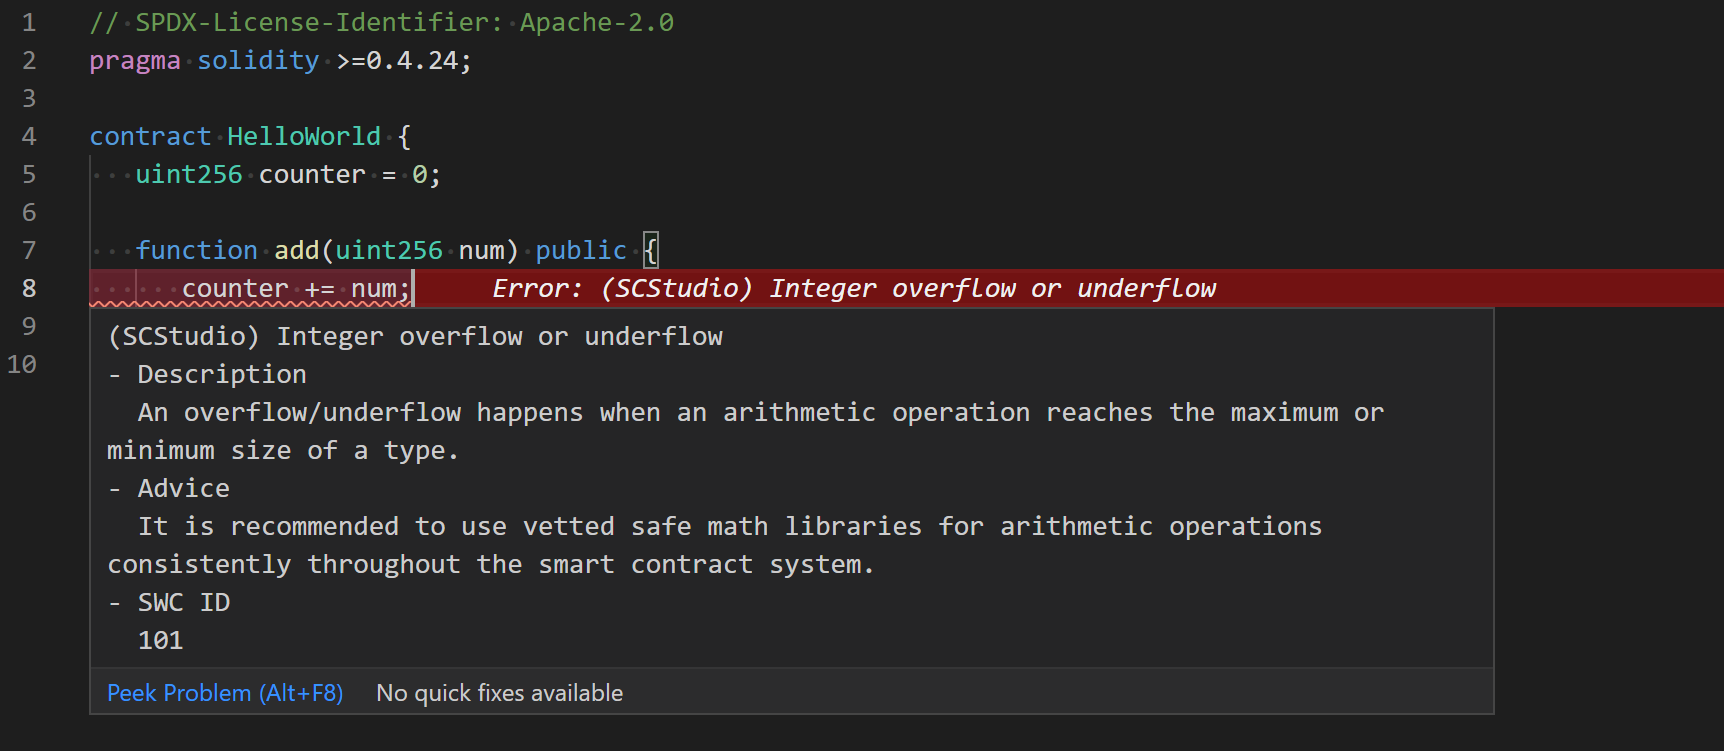 1 // SPDX-License-Identifier: Apache-2.0
2 pragma solidity >=0.4.24;
3
4 contract HelloWorld {
5 uint256 counter = 0;
6
7 function add(uint256 num) public {
8 counter += num; Error: (SCStudio) Integer overflow or underflow
9 (SCStudio) Integer overflow or underflow
- Description
10 An overflow/underflow happens when an arithmetic operation reaches the maximum or
minimum size of a type.
- Advice
It is recommended to use vetted safe math libraries for arithmetic operations
consistently throughout the smart contract system.
- SWC ID
101
Peek Problem (Alt+F8) No quick fixes available